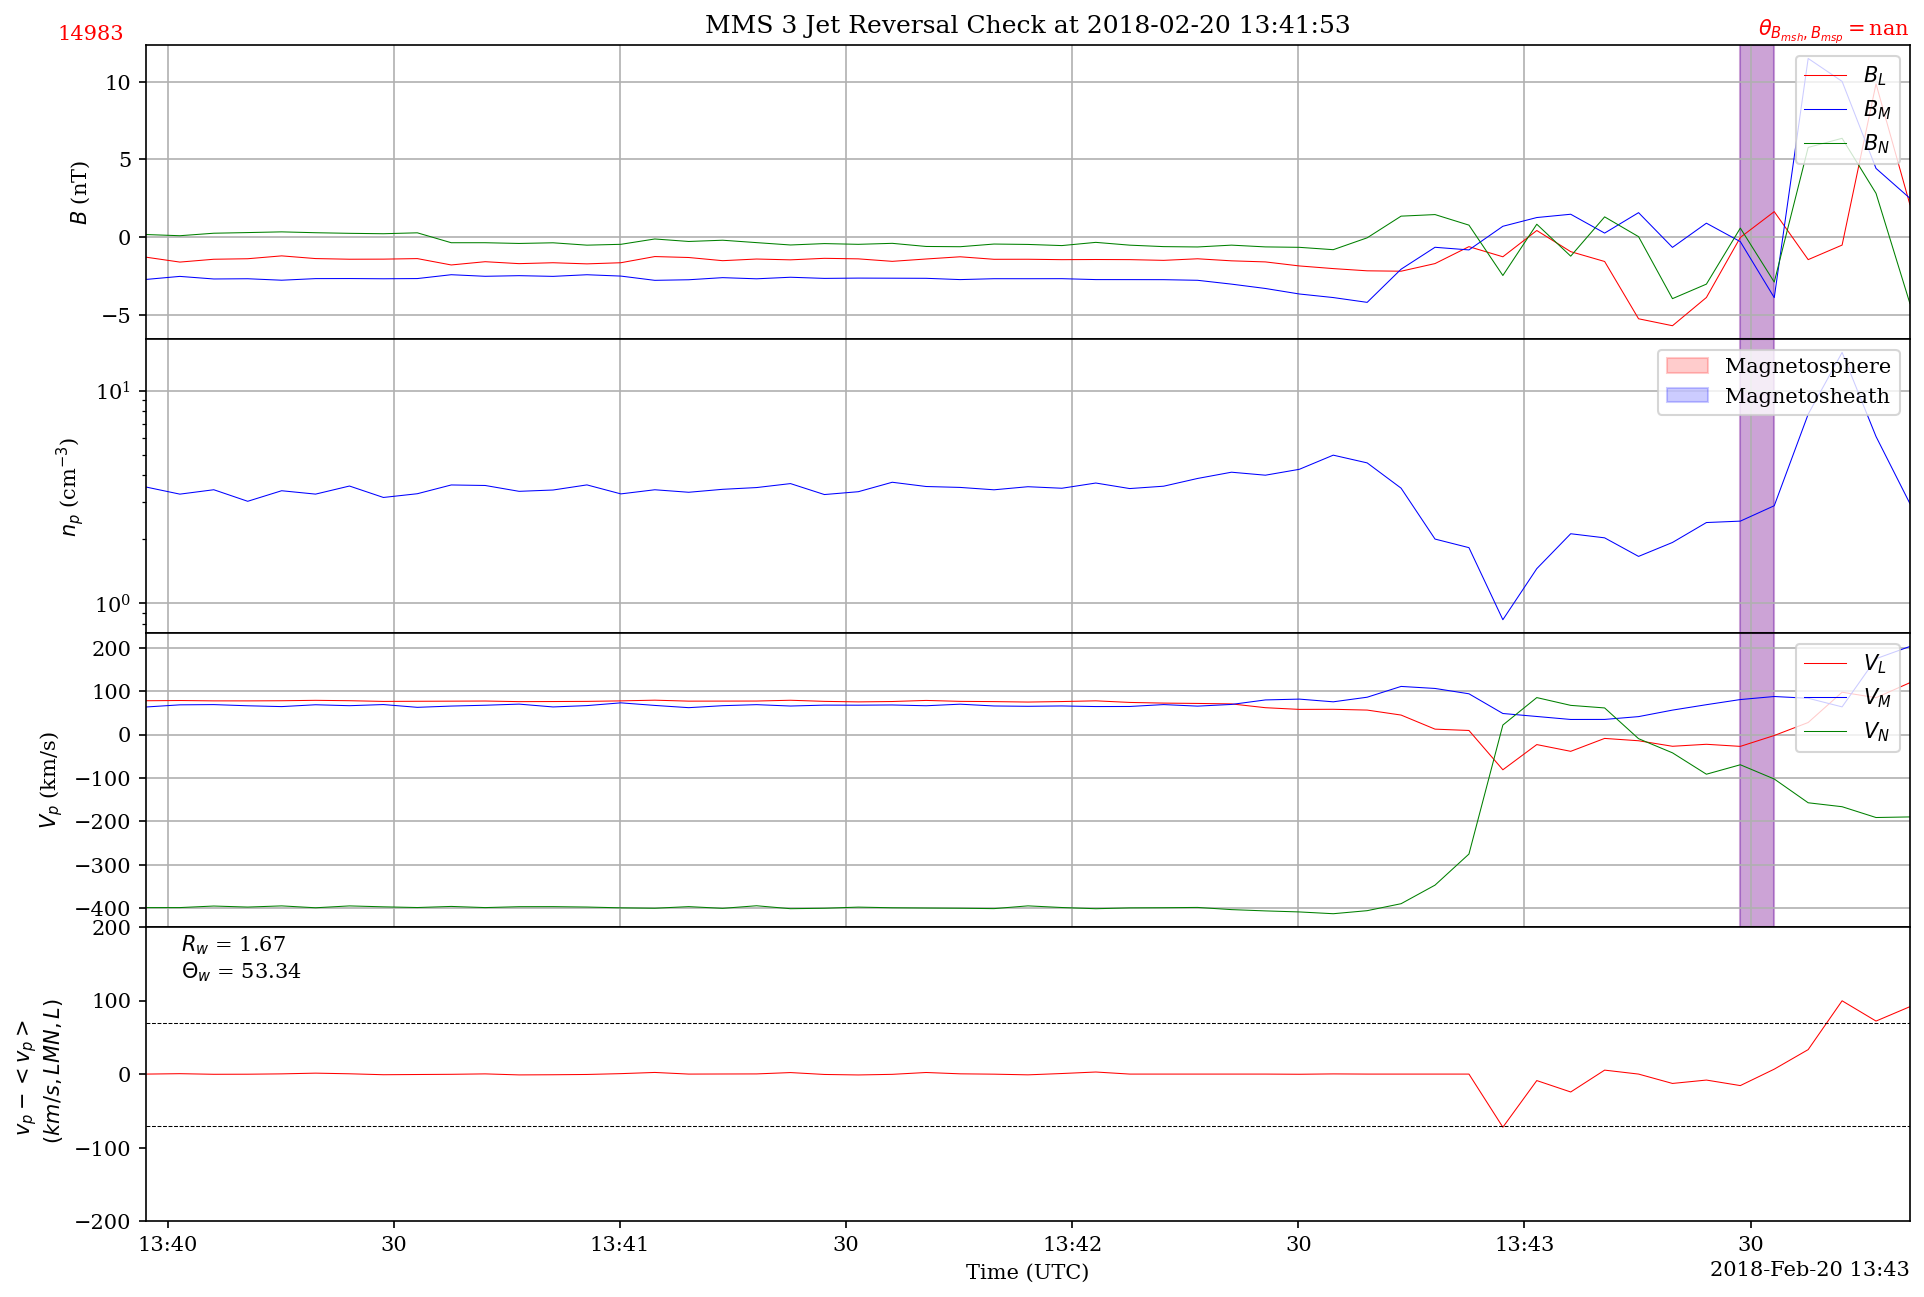 14983
MMS 3 Jet Reversal Check at 2018-02-20 13:41:53
θ_{B_{msh}, B_{msp}} = nan
10
5
0
−5
B (nT)
B_L
B_M
B_N
10^1
10^0
n_p (cm^{−3})
Magnetosphere
Magnetosheath
200
100
0
−100
−200
−300
−400
V_p (km/s)
V_L
V_M
V_N
200
100
0
−100
−200
v_p − < v_p >
(km/s, LMN, L)
R_w = 1.67
Θ_w = 53.34
13:40 30 13:41 30 13:42 30 13:43 30
Time (UTC)
2018-Feb-20 13:43